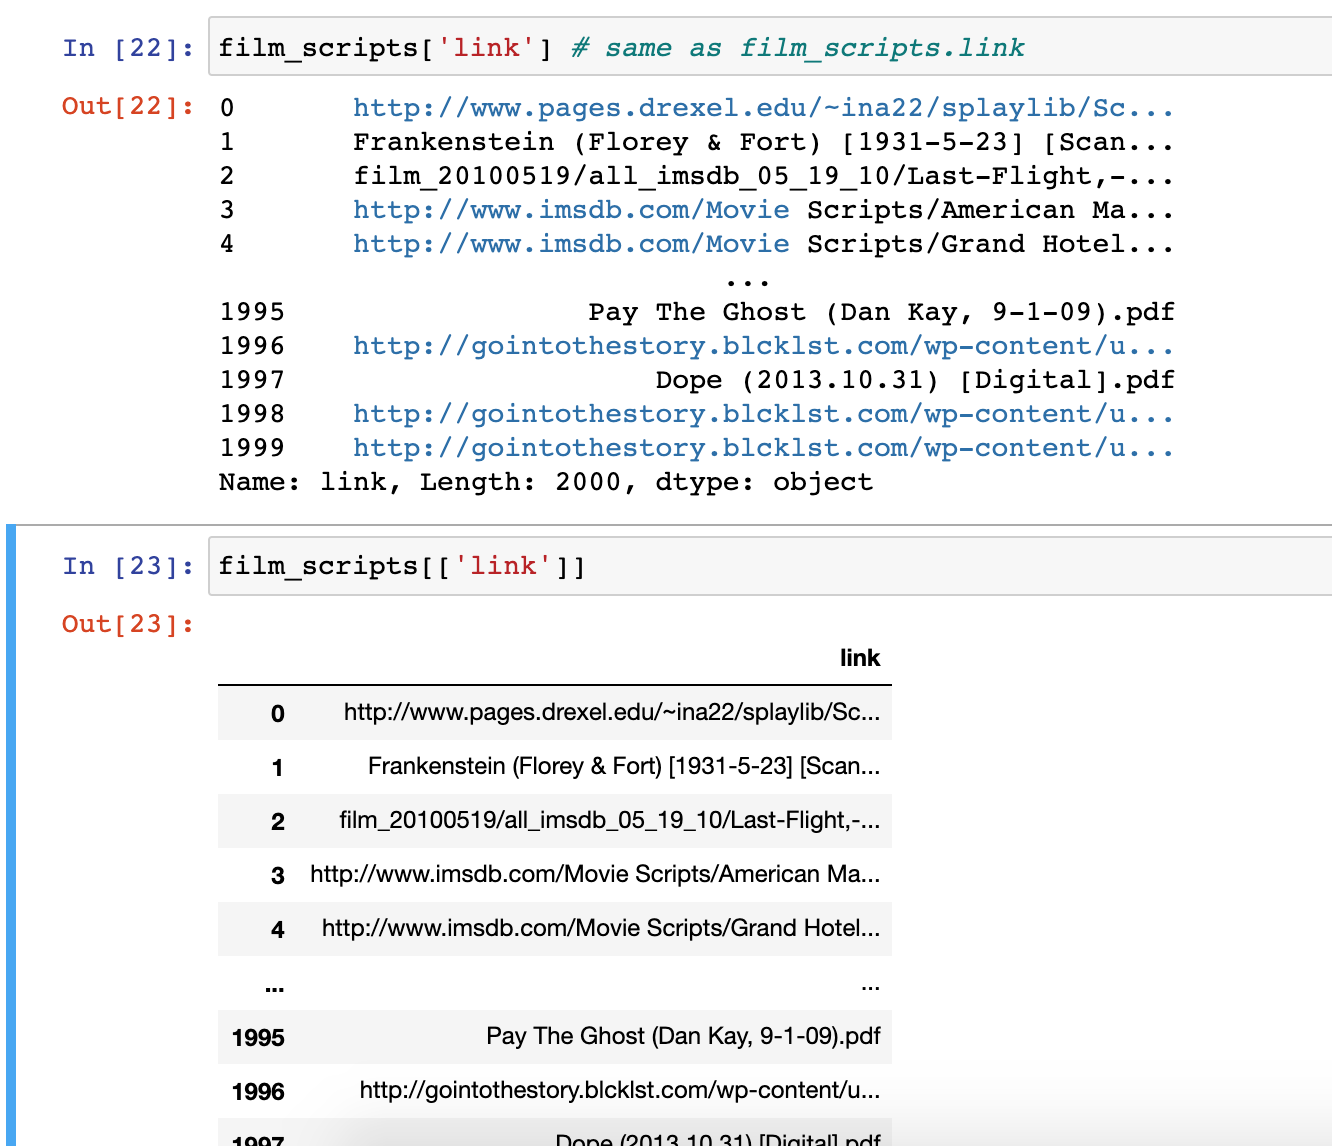 In [22]: film_scripts['link'] # same as film_scripts.link
Out[22]: 0 http://www.pages.drexel.edu/~ina22/splaylib/Sc...
1 Frankenstein (Florey & Fort) [1931-5-23] [Scan...
2 film_20100519/all_imsdb_05_19_10/Last-Flight,-...
3 http://www.imsdb.com/Movie Scripts/American Ma...
4 http://www.imsdb.com/Movie Scripts/Grand Hotel...
...
1995 Pay The Ghost (Dan Kay, 9-1-09).pdf
1996 http://gointothestory.blcklst.com/wp-content/u...
1997 Dope (2013.10.31) [Digital].pdf
1998 http://gointothestory.blcklst.com/wp-content/u...
1999 http://gointothestory.blcklst.com/wp-content/u...
Name: link, Length: 2000, dtype: object
In [23]: film_scripts[['link']]
Out[23]:
link
0 http://www.pages.drexel.edu/~ina22/splaylib/Sc...
1 Frankenstein (Florey & Fort) [1931-5-23] [Scan...
2 film_20100519/all_imsdb_05_19_10/Last-Flight,-...
3 http://www.imsdb.com/Movie Scripts/American Ma...
4 http://www.imsdb.com/Movie Scripts/Grand Hotel...
... ...
1995 Pay The Ghost (Dan Kay, 9-1-09).pdf
1996 http://gointothestory.blcklst.com/wp-content/u...
1997 Dope (2013.10.31) [Digital].pdf